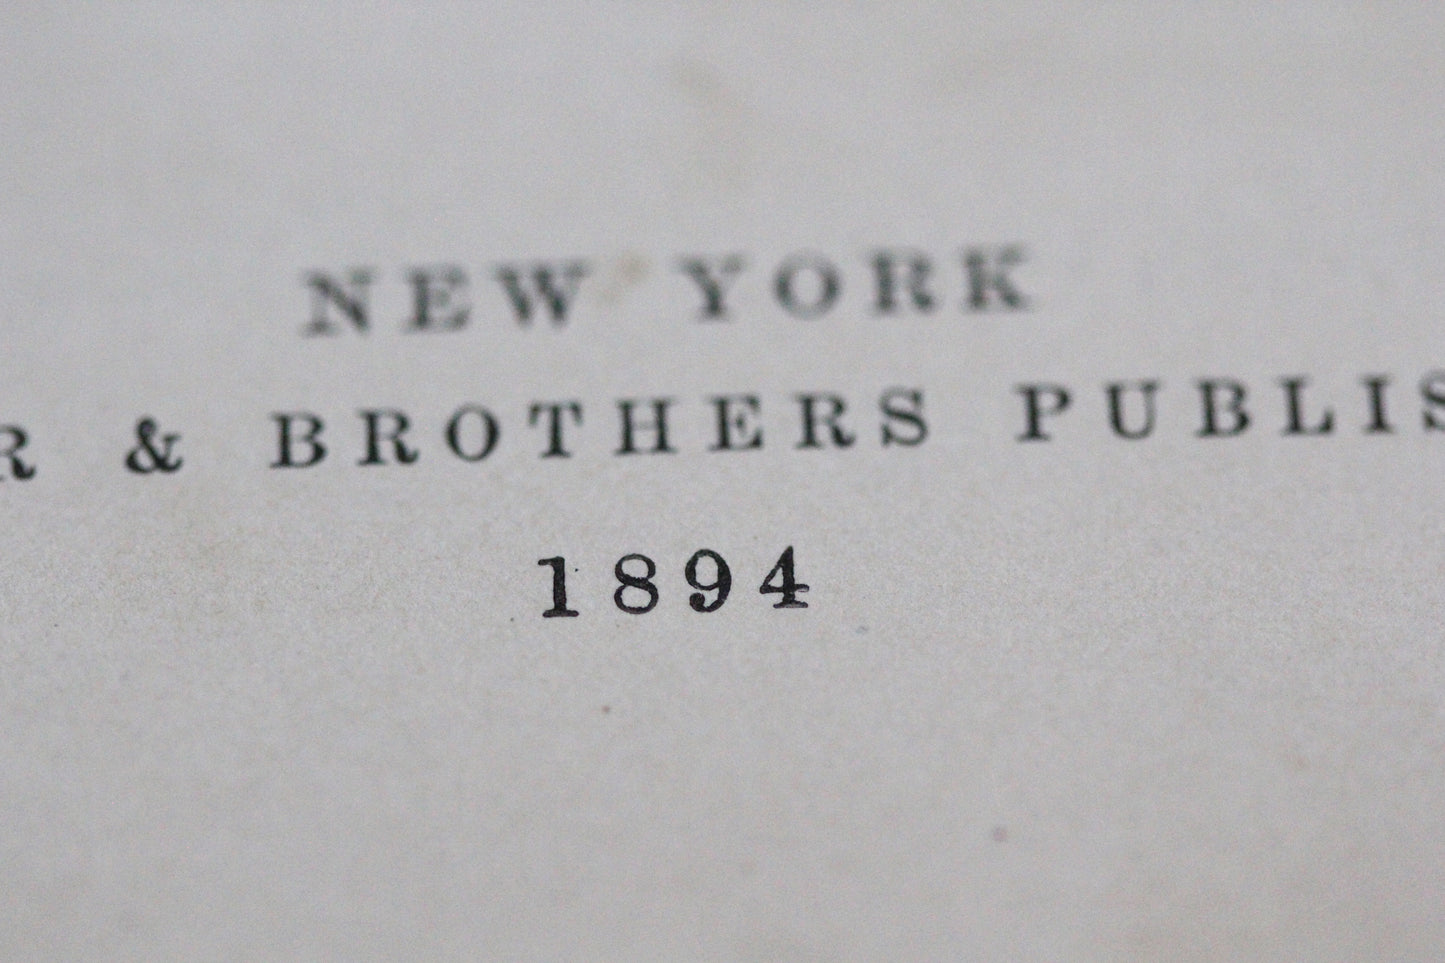 NEW YORK
R & BROTHERS PUBLIS
1894